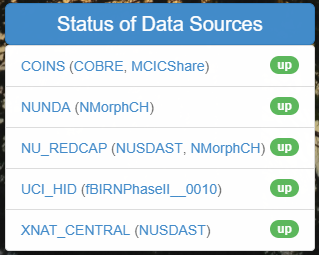 Status of Data Sources
COINS (COBRE, MCICShare) up
NUNDA (NMorphCH) up
NU_REDCAP (NUSDAST, NMorphCH) up
UCI_HID (fBIRNPhaseII__0010) up
XNAT_CENTRAL (NUSDAST) up